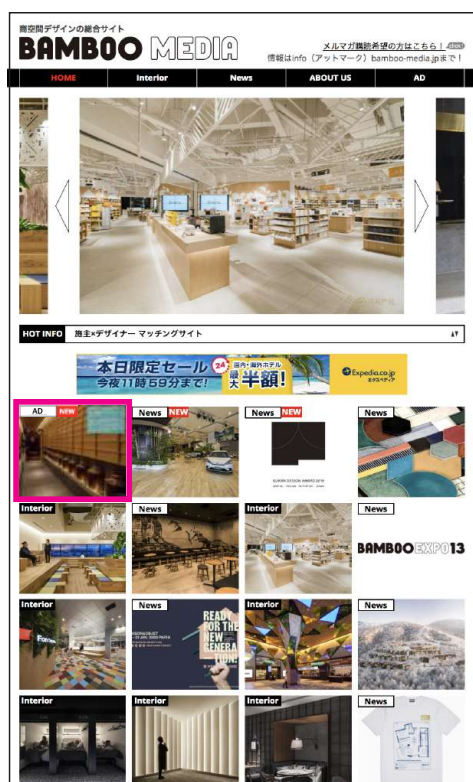 商空間デザインの総合サイト
BAMBOO MEDIA
メルマガ購読希望の方はこちら！
情報はinfo（アットマーク）bamboo-media.jpまで！
HOME Interior News ABOUT US AD
HOT INFO 施主×デザイナー マッチングサイト
本日限定セール
今夜11時59分まで!
24
国内・海外ホテル
最大半額!
Expedia.co.jp
エクスペディア
AD NEW News NEW News NEW News
Interior News Interior News
BAMBOO EXPO 13
Interior News Interior News
READY
FOR THE
NEW
GENERA
TION:
Interior Interior Interior News